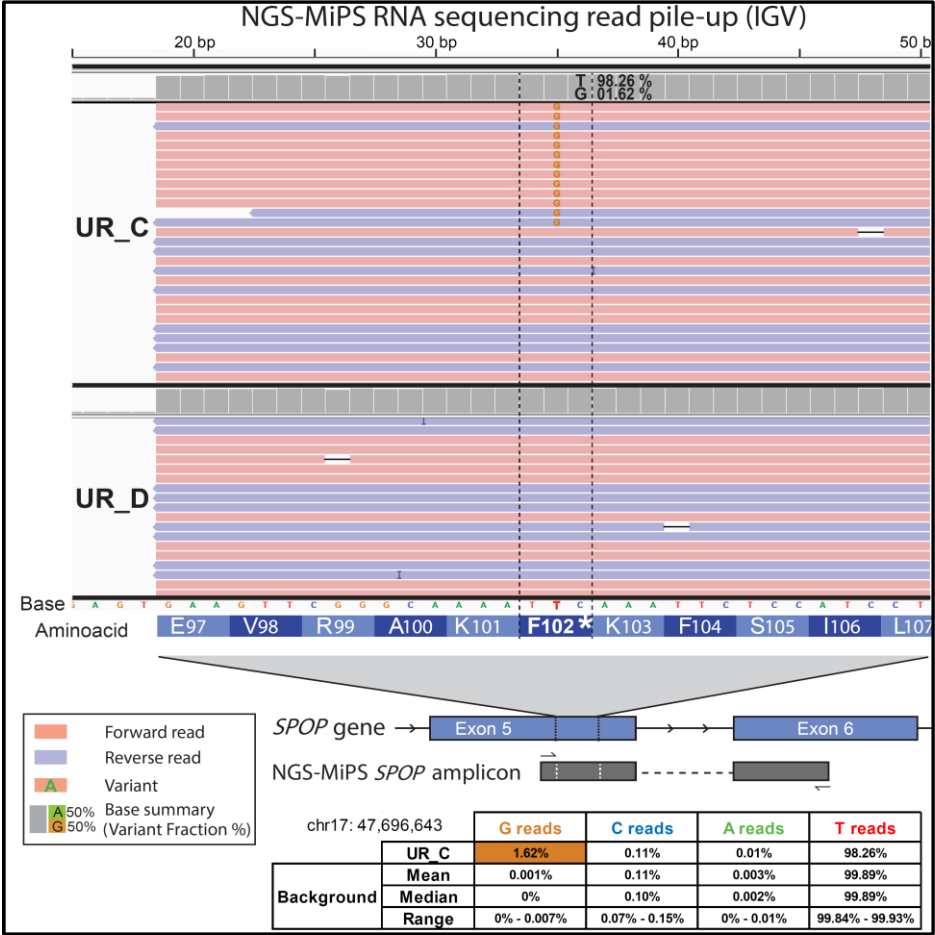 NGS-MiPS RNA sequencing read pile-up (IGV)
20 bp 30 bp 40 bp 50 b
T 98.26 %
G 01.62 %
G
G
G
G
G
G
G
G
G
G
G
G
G
UR_C
I
I
UR_D
I
Base G A G T G A A G T T C G G G C A A A A T T C A A A T T C T C C A T C C T
Aminoacid E97 V98 R99 A100 K101 F102 * K103 F104 S105 I106 L107
SPOP gene Exon 5 Exon 6
NGS-MiPS SPOP amplicon
Forward read
Reverse read
A Variant
A 50% Base summary
G 50% (Variant Fraction %)
chr17: 47,696,643 G reads C reads A reads T reads
UR_C 1.62% 0.11% 0.01% 98.26%
Background Mean 0.001% 0.11% 0.003% 99.89%
Median 0% 0.10% 0.002% 99.89%
Range 0% - 0.007% 0.07% - 0.15% 0% - 0.01% 99.84% - 99.93%